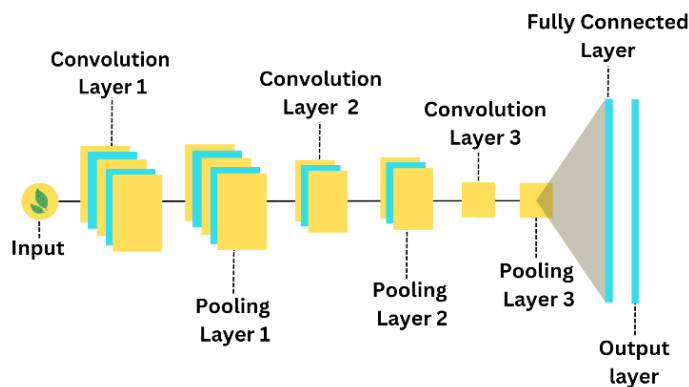 Fully Connected
Layer
Convolution
Layer 1
Convolution
Layer 2
Convolution
Layer 3
Input
Pooling
Layer 1
Pooling
Layer 2
Pooling
Layer 3
Output
layer